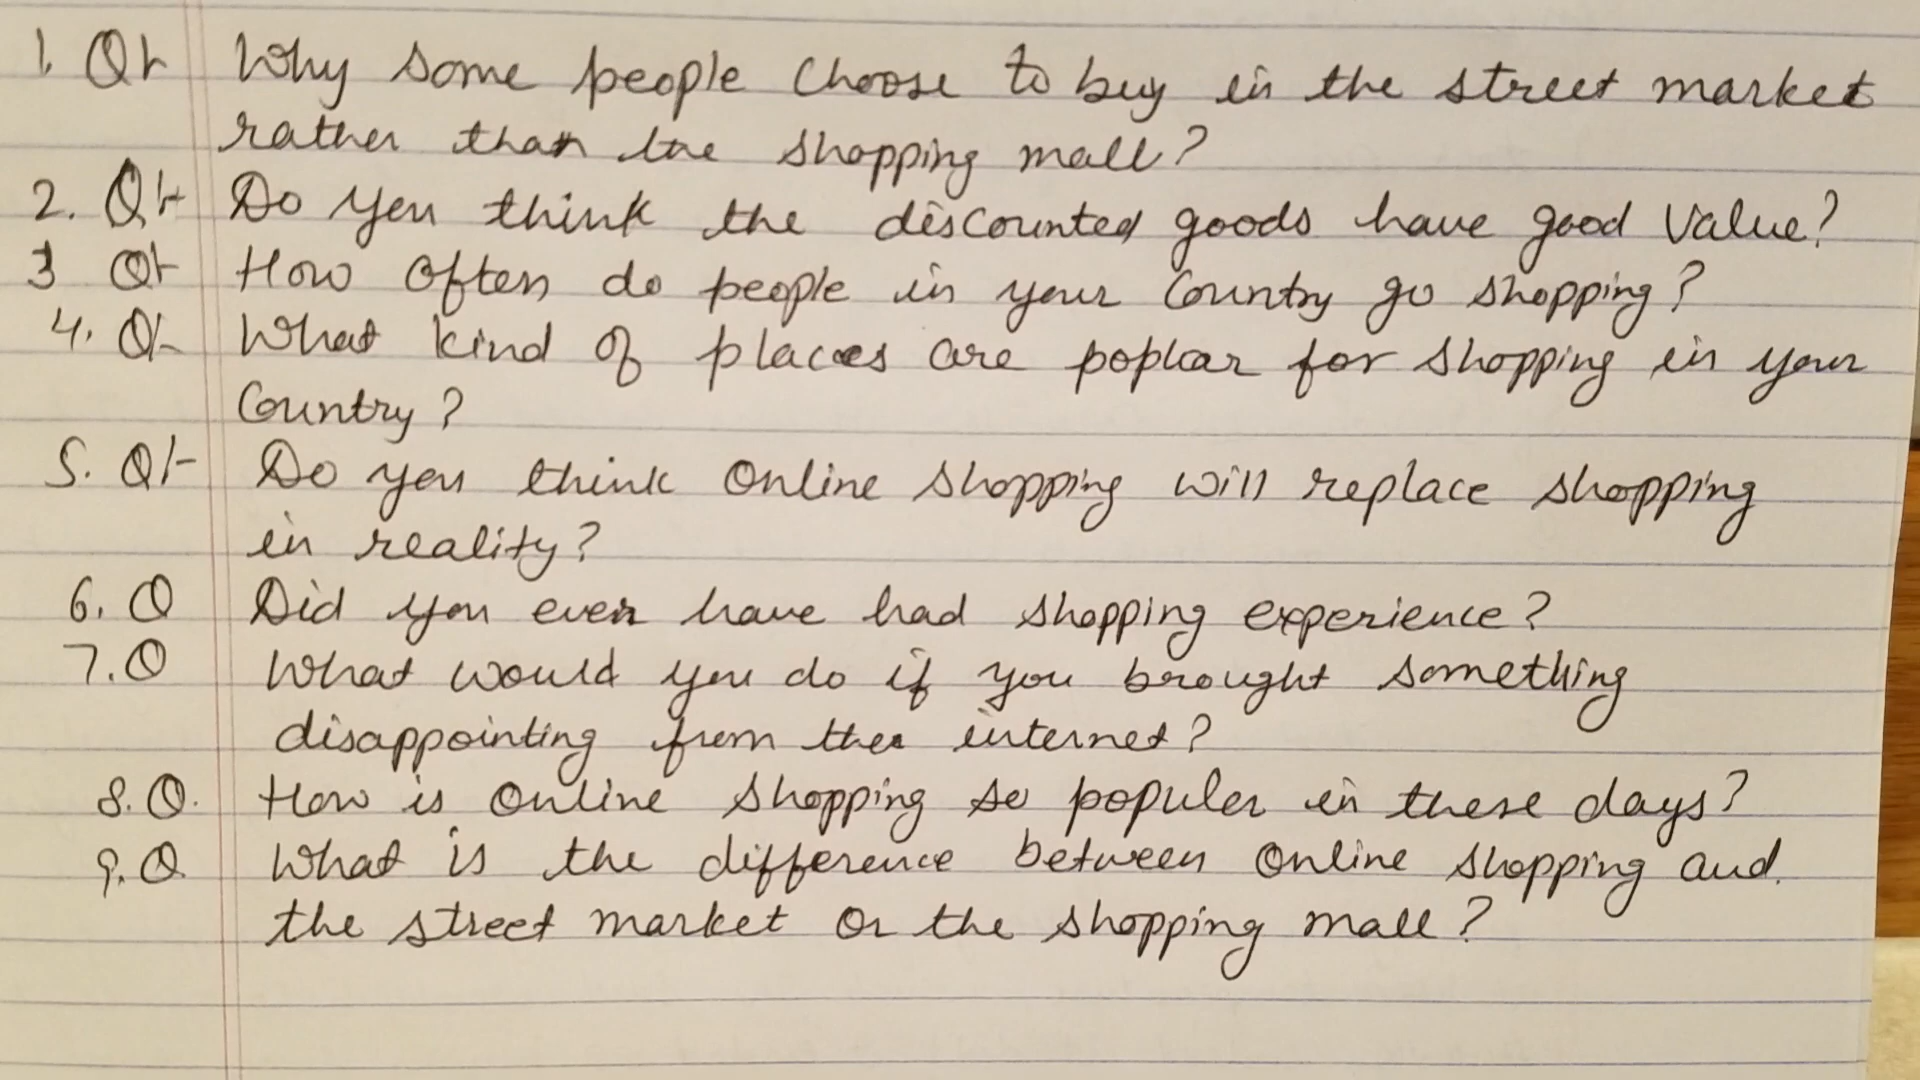 1. Q:- Why some people choose to buy in the street market
rather than the shopping mall?
2. Q:- Do you think the discounted goods have good value?
3 Q:- How often do people in your country go shopping?
4. Q:- What kind of places are poplar for shopping in your
country?
5. Q:- Do you think online shopping will replace shopping
in reality?
6. Q Did you ever have had shopping experience?
7. Q What would you do if you brought something
disappointing from the internet?
8. Q. How is online shopping so populer in these days?
9. Q. What is the difference between online shopping and.
the street market or the shopping mall?